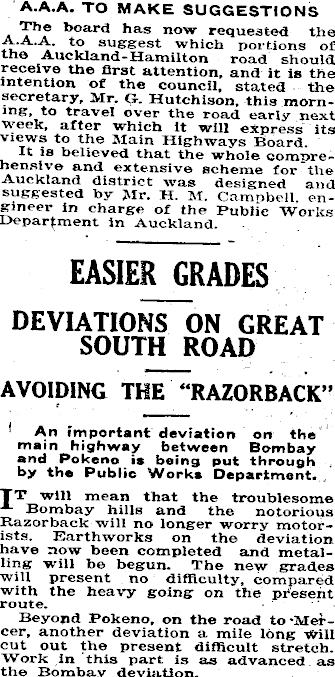 A.A.A. TO MAKE SUGGESTIONS
The board has now requested the
A.A.A. to suggest which portions of
the Auckland-Hamilton road should
receive the first attention, and it is the
intention of the council, stated the
secretary, Mr. G. Hutchison, this morn-
ing, to travel over the road early next
week, after which it will express its
views to the Main Highways Board.
It is believed that the whole compre-
hensive and extensive scheme for the
Auckland district was designed and
suggested by Mr. H. M. Campbell, en-
gineer in charge of the Public Works
Department in Auckland.
EASIER GRADES
DEVIATIONS ON GREAT
SOUTH ROAD
AVOIDING THE “RAZORBACK”
An important deviation on the
main highway between Bombay
and Pokeno is being put through
by the Public Works Department.
IT will mean that the troublesome
Bombay hills and the notorious
Razorback will no longer worry motor-
ists. Earthworks on the deviation
have now been completed and metal-
ling will be begun. The new grades
will present no difficulty, compared
with the heavy going on the present
route.
Beyond Pokeno, on the road to Mer-
cer, another deviation a mile long will
cut out the present difficult stretch.
Work in this part is as advanced as
the Bombay deviation.